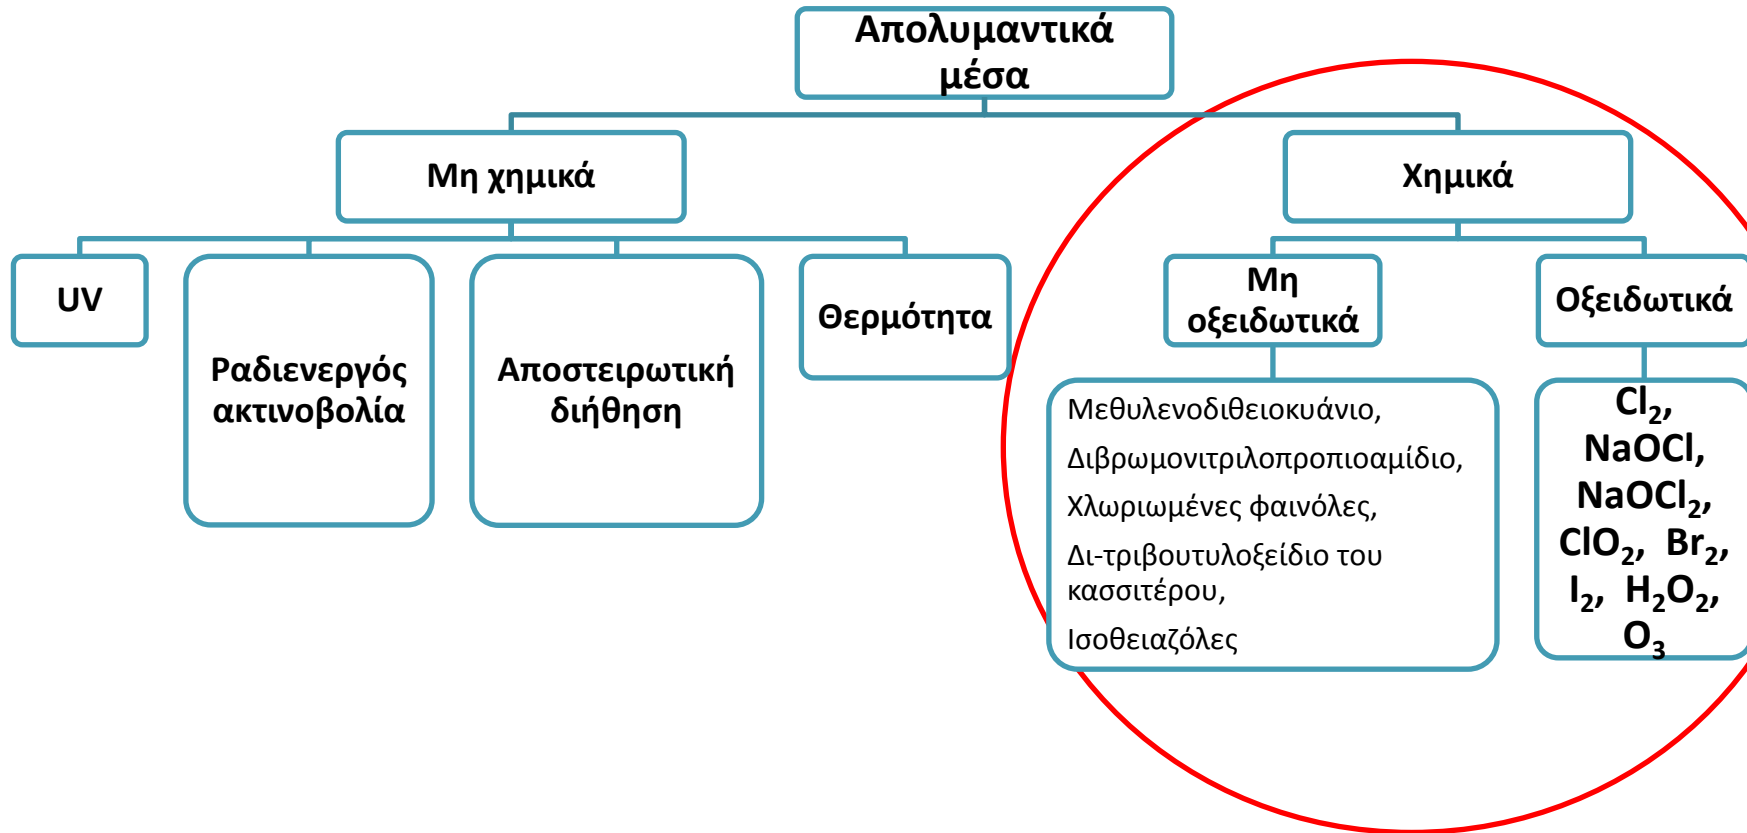 Απολυμαντικά
μέσα
Μη χημικά
Χημικά
UV
Ραδιενεργός
ακτινοβολία
Αποστειρωτική
διήθηση
Θερμότητα
Μη
οξειδωτικά
Οξειδωτικά
Μεθυλενοδιθειοκυάνιο,
Διβρωμονιτριλοπροπιοαμίδιο,
Χλωριωμένες φαινόλες,
Δι-τριβουτυλοξείδιο του
κασσιτέρου,
Ισοθειαζόλες
Cl₂,
NaOCl,
NaOCl₂,
ClO₂, Br₂,
I₂, H₂O₂,
O₃